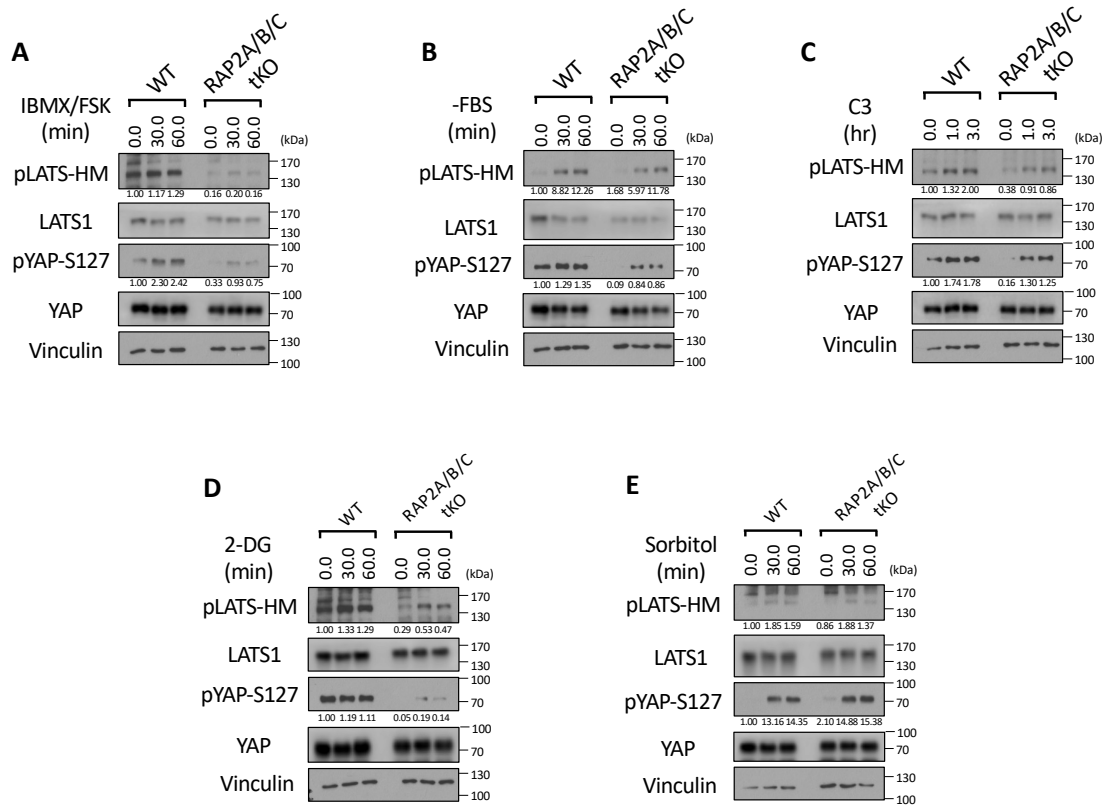 A
WT
RAP2A/B/C
tKO
IBMX/FSK
(min)
0.0 30.0 60.0 0.0 30.0 60.0
(kDa)
pLATS-HM
170
130
1.00 1.17 1.29 0.16 0.20 0.16
LATS1
170
130
pYAP-S127
100
70
1.00 2.30 2.42 0.33 0.93 0.75
YAP
100
70
Vinculin
130
100
B
WT
RAP2A/B/C
tKO
-FBS
(min)
0.0 30.0 60.0 0.0 30.0 60.0
(kDa)
pLATS-HM
170
130
1.00 8.82 12.26 1.68 5.97 11.78
LATS1
170
130
pYAP-S127
100
70
1.00 1.29 1.35 0.09 0.84 0.86
YAP
100
70
Vinculin
130
100
C
WT
RAP2A/B/C
tKO
C3
(hr)
0.0 1.0 3.0 0.0 1.0 3.0
(kDa)
pLATS-HM
170
130
1.00 1.32 2.00 0.38 0.91 0.86
LATS1
170
130
pYAP-S127
100
70
1.00 1.74 1.78 0.16 1.30 1.25
YAP
100
70
Vinculin
130
100
D
WT
RAP2A/B/C
tKO
2-DG
(min)
0.0 30.0 60.0 0.0 30.0 60.0
(kDa)
pLATS-HM
170
130
1.00 1.33 1.29 0.29 0.53 0.47
LATS1
170
130
pYAP-S127
100
70
1.00 1.19 1.11 0.05 0.19 0.14
YAP
100
70
Vinculin
130
100
E
WT
RAP2A/B/C
tKO
Sorbitol
(min)
0.0 30.0 60.0 0.0 30.0 60.0
(kDa)
pLATS-HM
170
130
1.00 1.85 1.59 0.86 1.88 1.37
LATS1
170
130
pYAP-S127
100
70
1.00 13.16 14.35 2.10 14.88 15.38
YAP
100
70
Vinculin
130
100